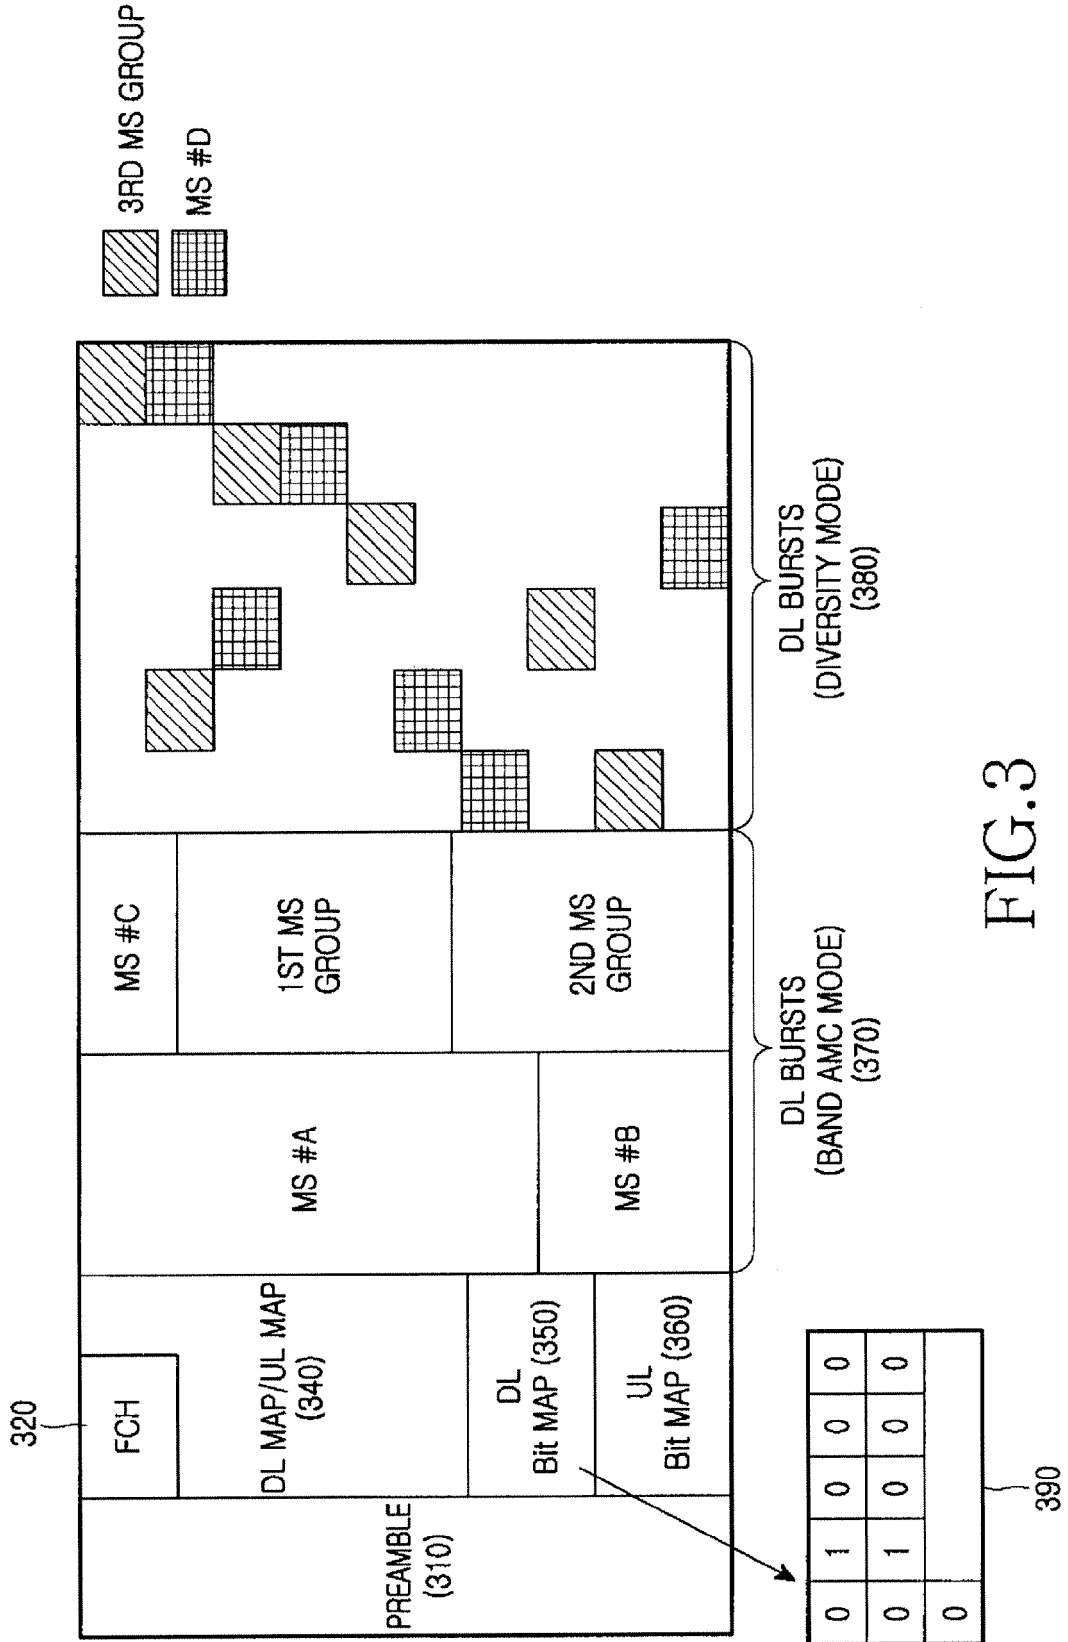 3RD MS GROUP
MS #D
320
PREAMBLE
(310)
FCH
DL MAP/UL MAP
(340)
DL
Bit MAP (350)
UL
Bit MAP (360)
MS #A
MS #B
MS #C
1ST MS
GROUP
2ND MS
GROUP
DL BURSTS
(BAND AMC MODE)
(370)
DL BURSTS
(DIVERSITY MODE)
(380)
0 1 0 0 0
0 1 0 0 0
0
390
FIG.3